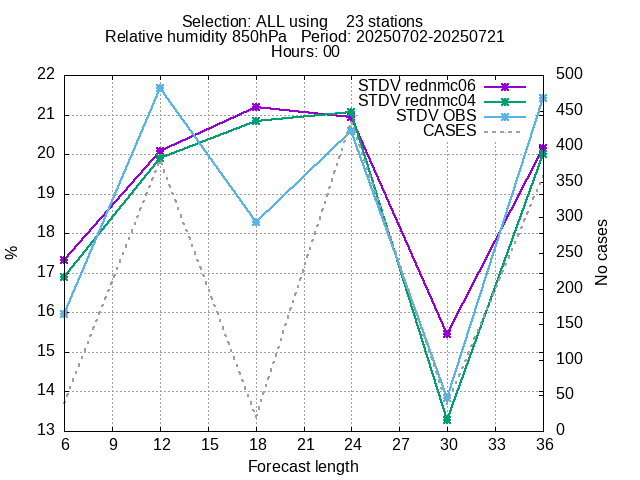 Selection: ALL using    23 stations
Relative humidity 850hPa   Period: 20250702-20250721
Hours: 00
STDV rednmc06
STDV rednmc04
STDV OBS
CASES
22
21
20
19
18
17
16
15
14
13
%
500
450
400
350
300
250
200
150
100
50
0
No cases
6 9 12 15 18 21 24 27 30 33 36
Forecast length